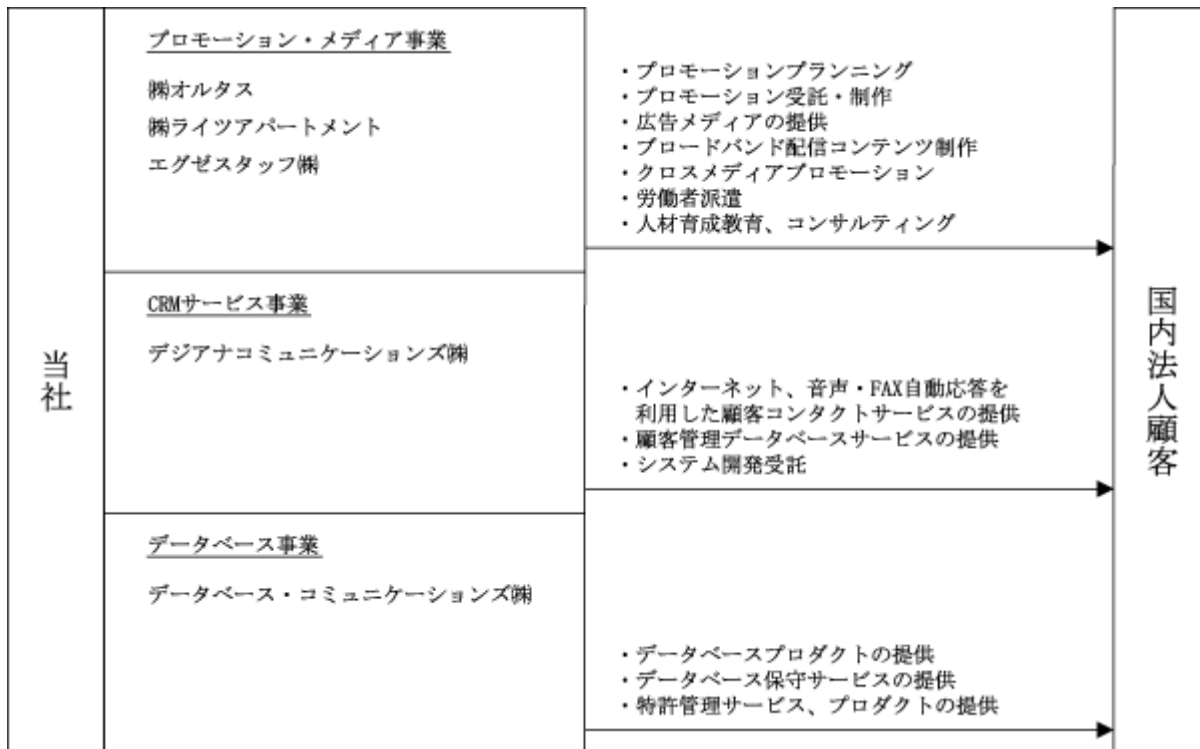 当社
プロモーション・メディア事業
㈱オルタス
㈱ライツアパートメント
エグゼスタッフ㈱
・プロモーションプランニング
・プロモーション受託・制作
・広告メディアの提供
・ブロードバンド配信コンテンツ制作
・クロスメディアプロモーション
・労働者派遣
・人材育成教育、コンサルティング
CRMサービス事業
デジアナコミュニケーションズ㈱
・インターネット、音声・FAX自動応答を
利用した顧客コンタクトサービスの提供
・顧客管理データベースサービスの提供
・システム開発受託
データベース事業
データベース・コミュニケーションズ㈱
・データベースプロダクトの提供
・データベース保守サービスの提供
・特許管理サービス、プロダクトの提供
国内法人顧客